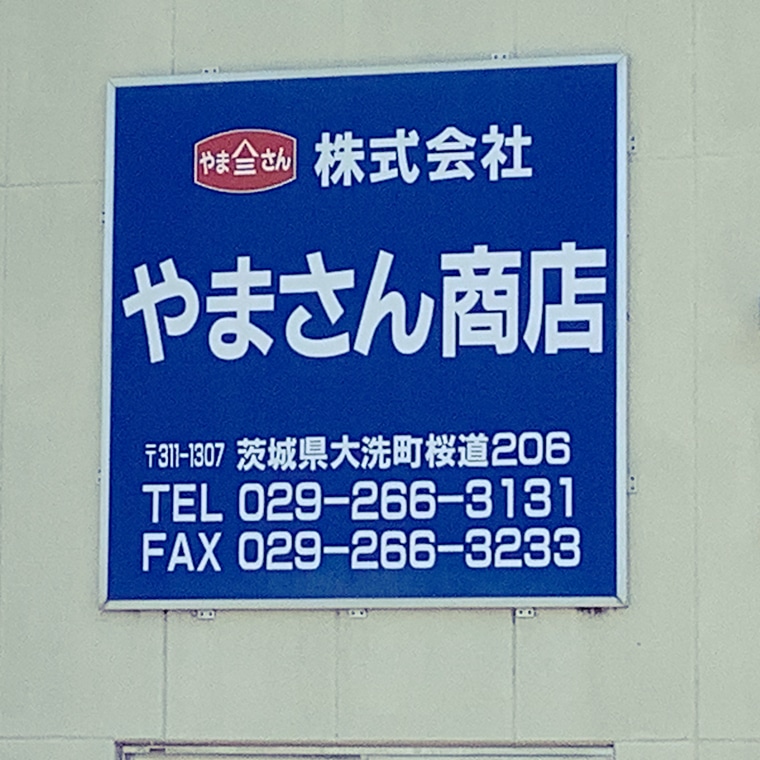 やまさん 株式会社
やまさん商店
〒311-1307 茨城県大洗町桜道206
TEL 029-266-3131
FAX 029-266-3233